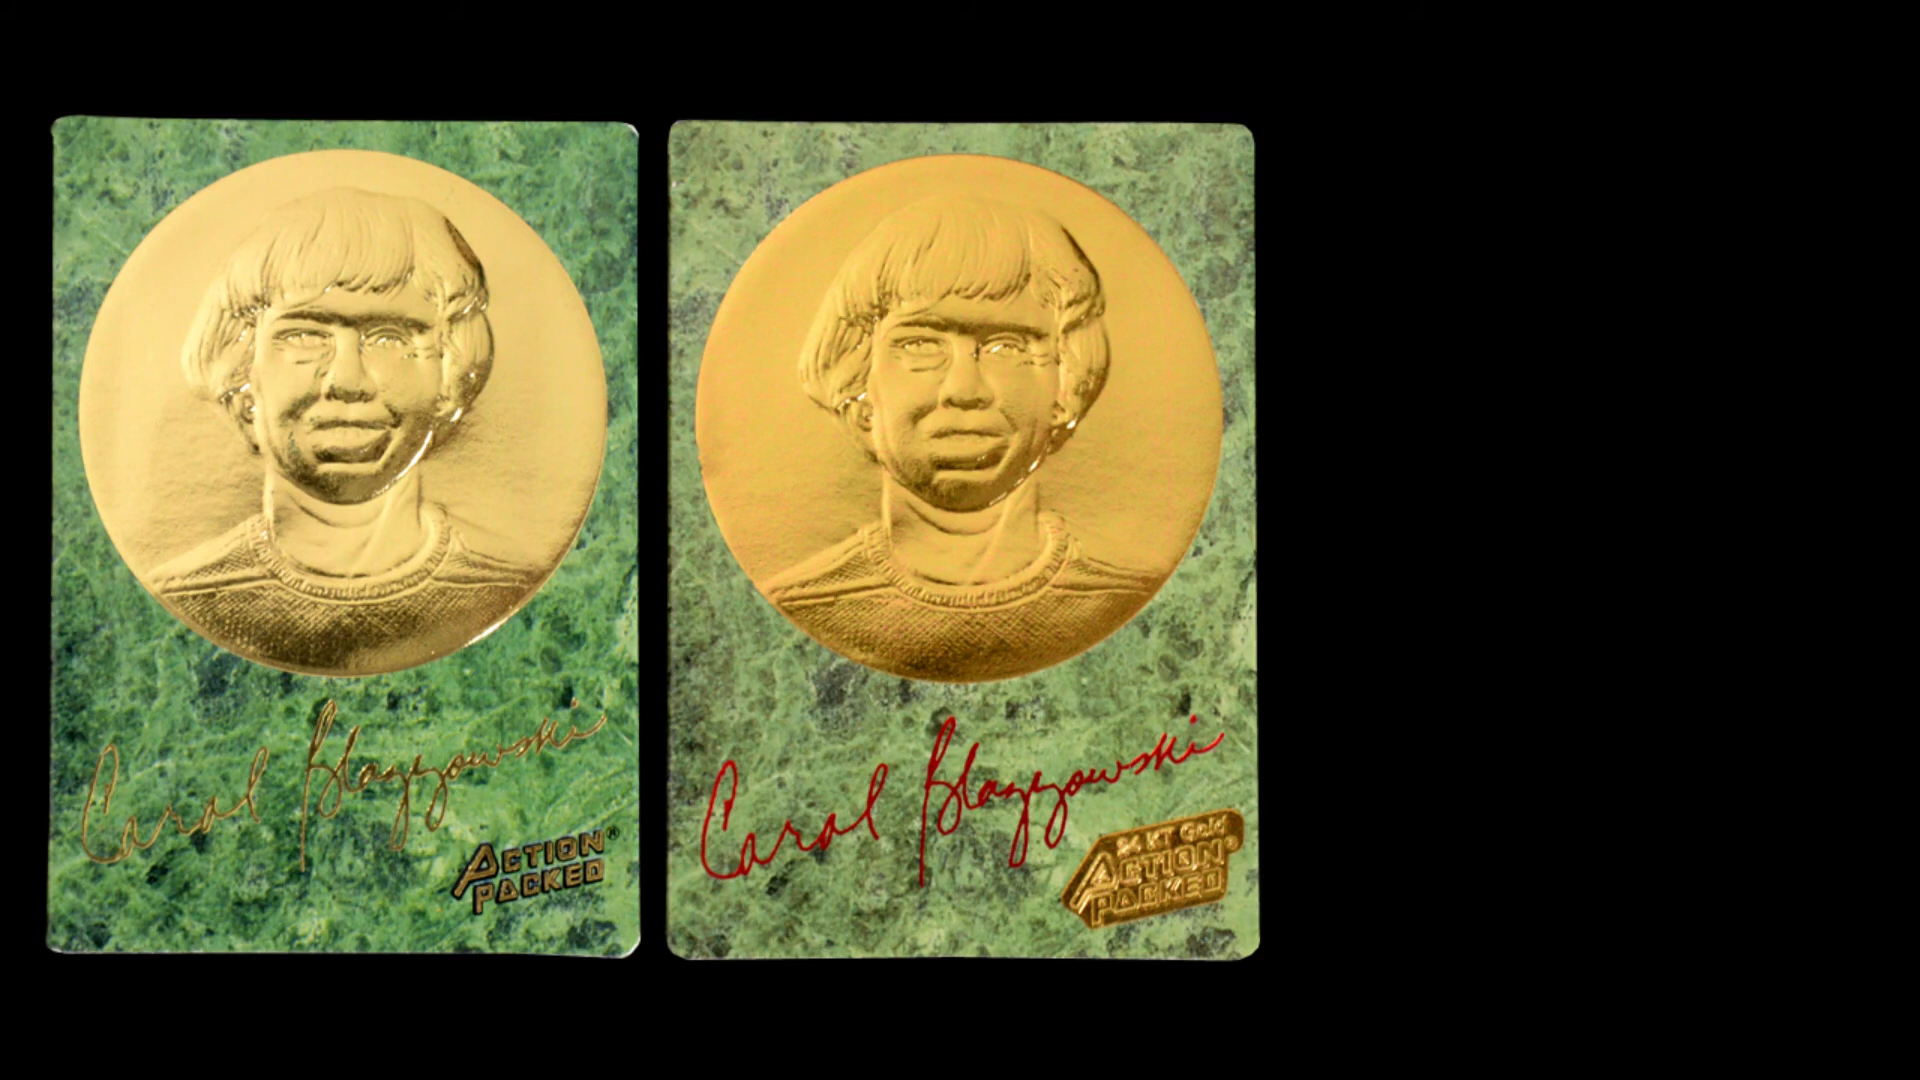 Carol Blazejowski
ACTION
PACKED®
Carol Blazejowski
24 KT Gold
ACTION®
PACKED